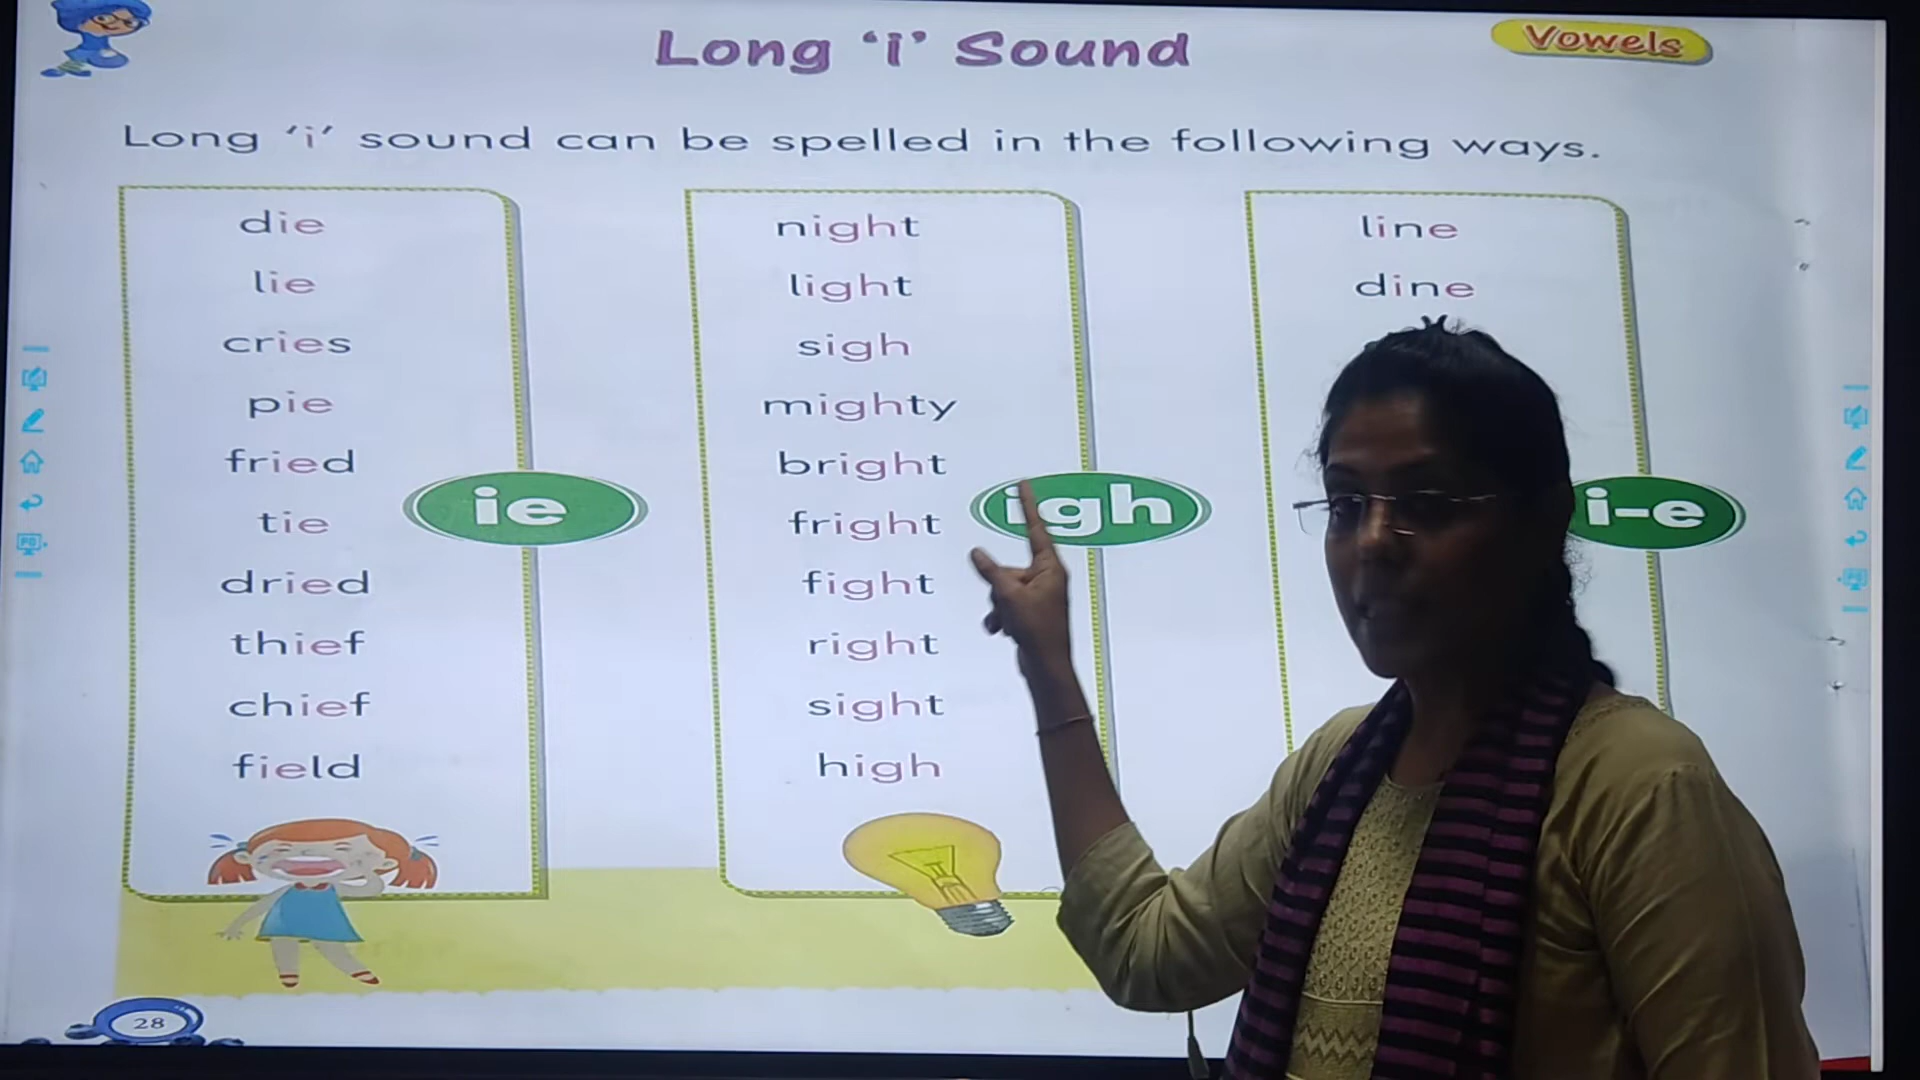 Long ‘i’ Sound
Vowels
Long ‘i’ sound can be spelled in the following ways.
die
lie
cries
pie
fried
tie
dried
thief
chief
field
ie
night
light
sigh
mighty
bright
fright
fight
right
sight
high
igh
line
dine
i-e
28